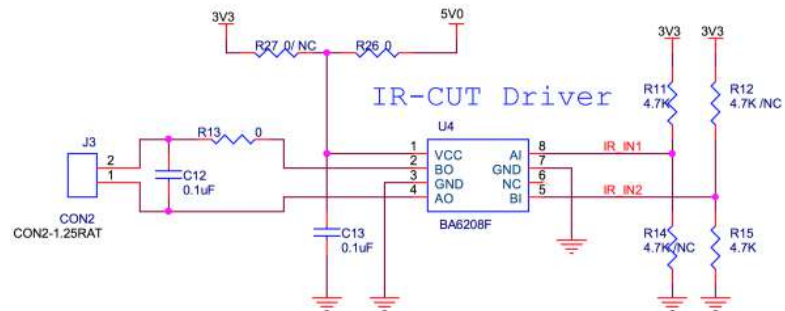 3V3
5V0
3V3
3V3
R27 0/ NC
R26 0
IR-CUT Driver
R11
4.7K
R12
4.7K /NC
J3
2
1
R13 0
C12
0.1uF
CON2
CON2-1.25RAT
U4
1 VCC
2 BO
3 GND
4 AO
AI 8
GND 7
NC 6
BI 5
BA6208F
IR_IN1
IR_IN2
C13
0.1uF
R14
4.7K/NC
R15
4.7K